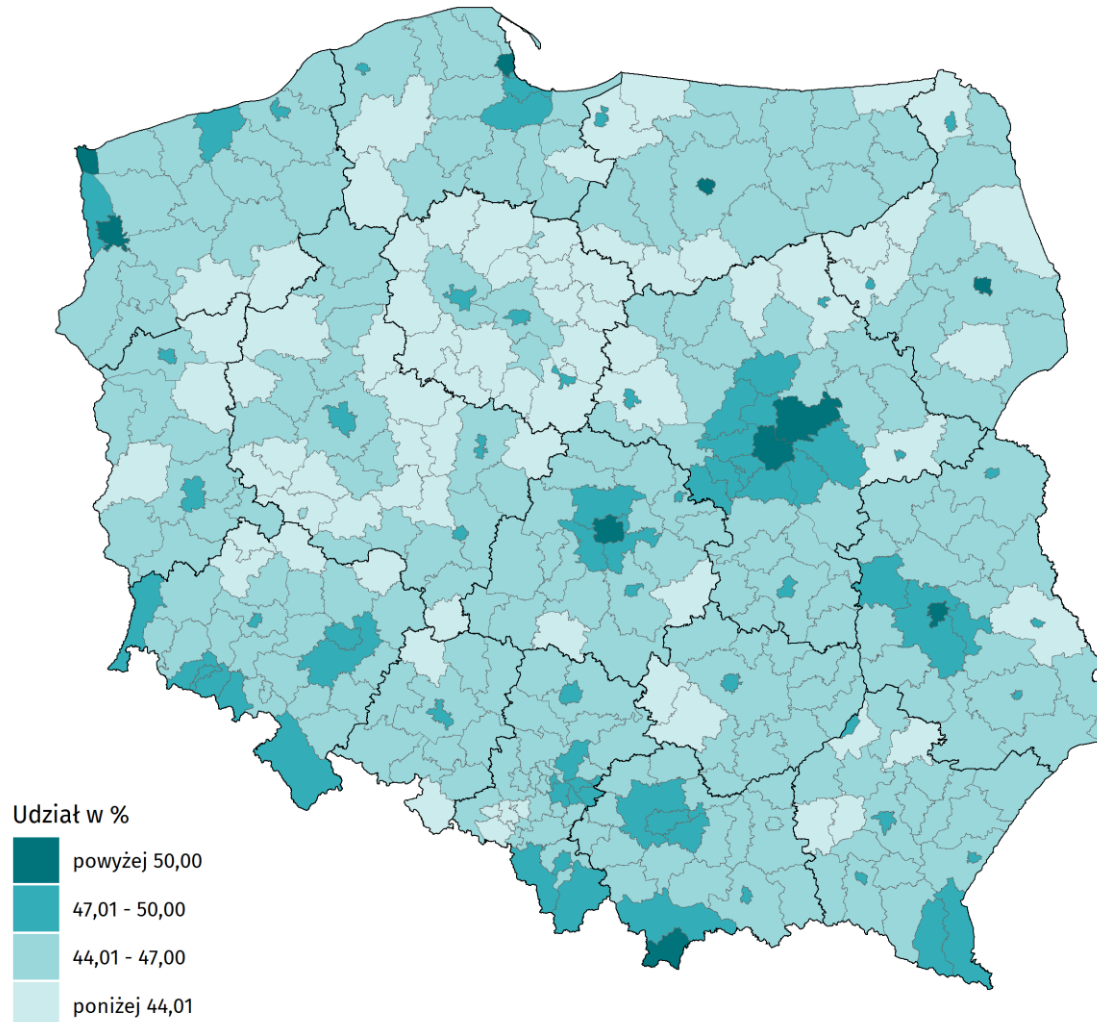 Udział w %
powyżej 50,00
47,01 - 50,00
44,01 - 47,00
poniżej 44,01